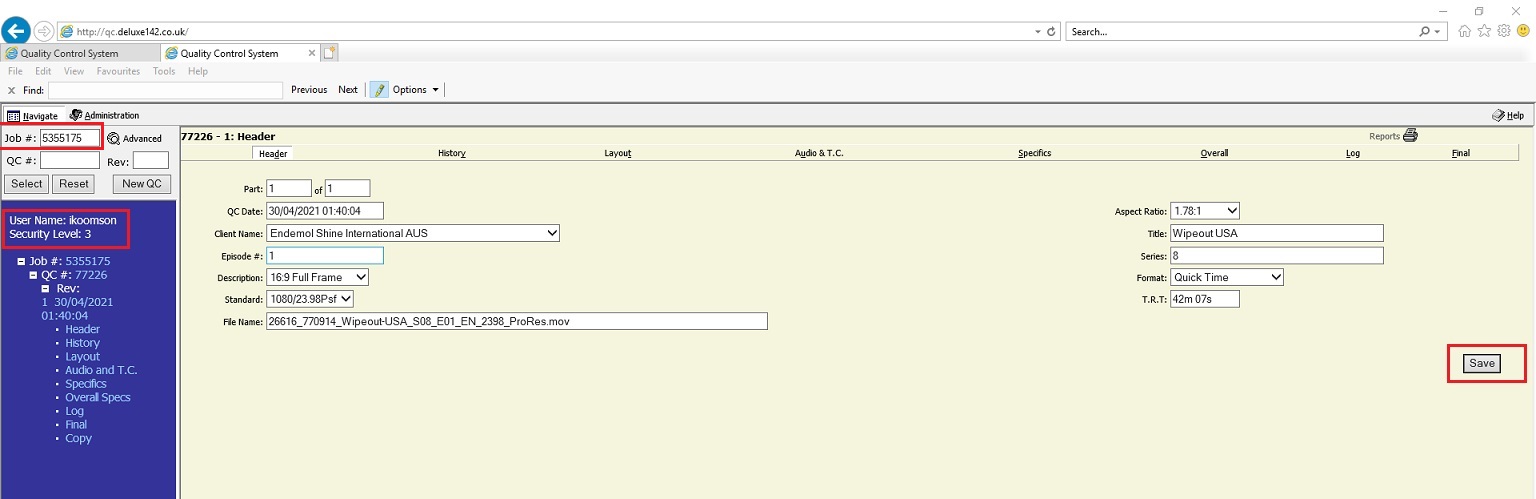 http://qc.deluxe142.co.uk/
Search...
Quality Control System
Quality Control System
File Edit View Favourites Tools Help
x Find: Previous Next Options
Navigate Administration Help
Job #: 5355175 Advanced
QC #: Rev:
Select Reset New QC
User Name: ikoomson
Security Level: 3
Job #: 5355175
QC #: 77226
Rev:
1 30/04/2021
01:40:04
Header
History
Layout
Audio and T.C.
Specifics
Overall Specs
Log
Final
Copy
77226 - 1: Header Reports
Header History Layout Audio & T.C. Specifics Overall Log Final
Part: 1 of 1
QC Date: 30/04/2021 01:40:04 Aspect Ratio: 1.78:1
Client Name: Endemol Shine International AUS Title: Wipeout USA
Episode #: 1 Series: 8
Description: 16:9 Full Frame Format: Quick Time
Standard: 1080/23.98Psf T.R.T: 42m 07s
File Name: 26616_770914_Wipeout-USA_S08_E01_EN_2398_ProRes.mov
Save